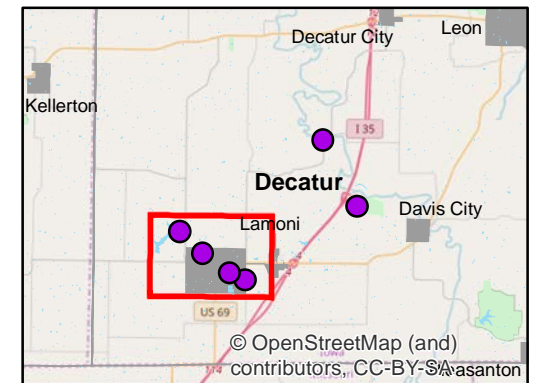 Decatur City
Leon
Kellerton
I 35
Decatur
Lamoni
Davis City
US 69
© OpenStreetMap (and)
contributors, CC-BY-SA